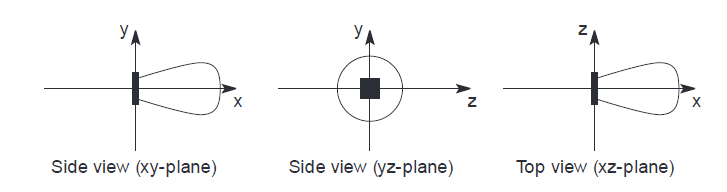 y
x
Side view (xy-plane)
y
z
Side view (yz-plane)
z
x
Top view (xz-plane)